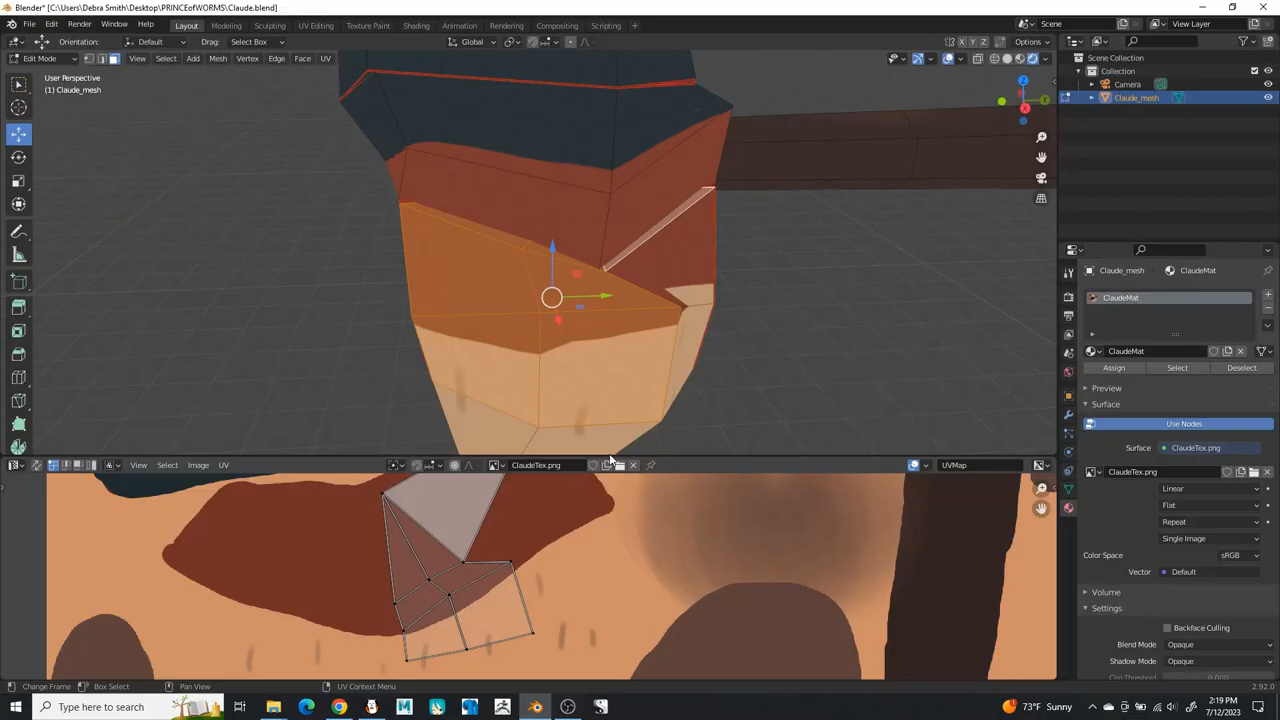 Blender* [C:\Users\Debra Smith\Desktop\PRINCEofWORMS\Claude.blend]
File Edit Render Window Help Layout Modeling Sculpting UV Editing Texture Paint Shading Animation Rendering Compositing Scripting + Scene View Layer
Orientation: Default Drag: Select Box Global X Y Z Options
Edit Mode View Select Add Mesh Vertex Edge Face UV
User Perspective
(1) Claude_mesh
Scene Collection
Collection
Camera
Claude_mesh
Claude_mesh ClaudeMat
ClaudeMat
ClaudeMat
Assign Select Deselect
Preview
Surface
Use Nodes
Surface ClaudeTex.png
View Select Image UV ClaudeTex.png UVMap
ClaudeTex.png
Linear
Flat
Repeat
Single Image
Color Space sRGB
Vector Default
Volume
Settings
Backface Culling
Blend Mode Opaque
Shadow Mode Opaque
Clip Threshold
Change Frame Box Select Pan View UV Context Menu 2.92.0
Type here to search
73°F Sunny
2:19 PM
7/12/2023